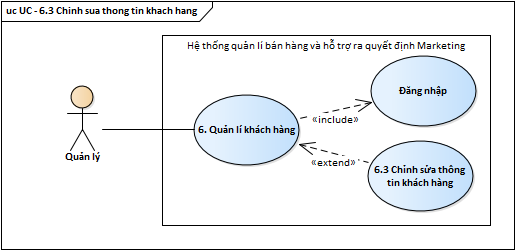 uc UC - 6.3 Chinh sua thong tin khach hang
Hệ thống quản lí bán hàng và hỗ trợ ra quyết định Marketing
Đăng nhập
«include»
6. Quản lí khách hàng
Quản lý
«extend»
6.3 Chỉnh sửa thông
tin khách hàng